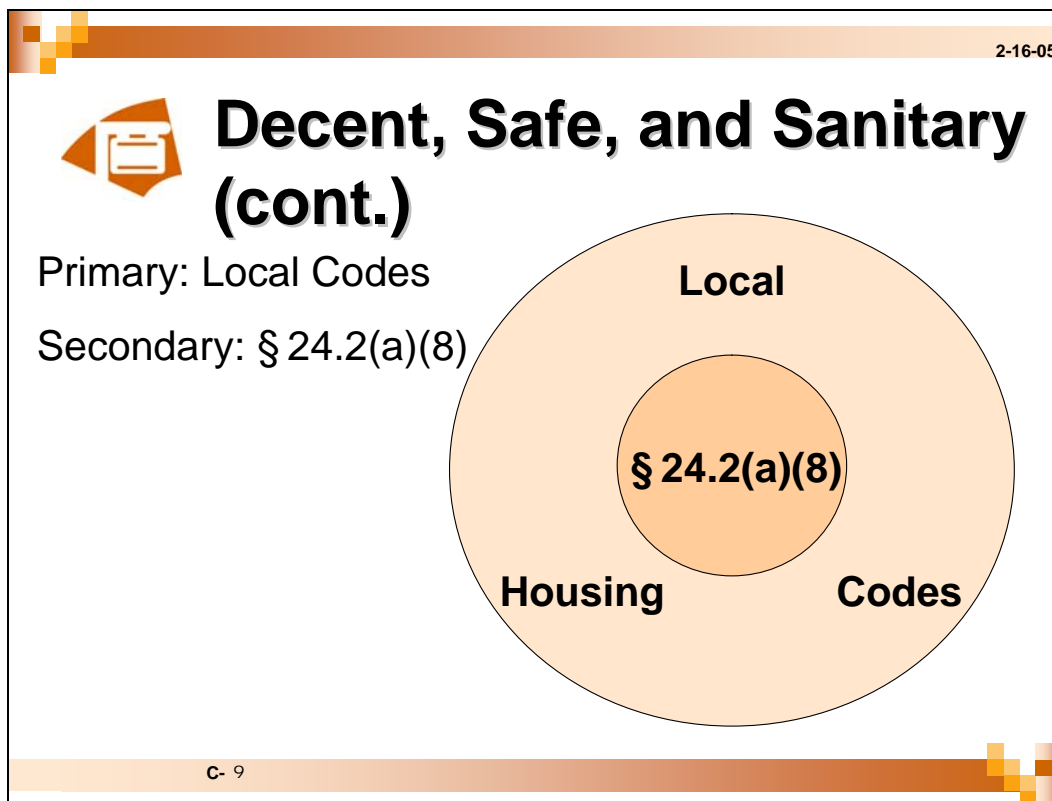 2-16-05
Decent, Safe, and Sanitary
(cont.)
Primary: Local Codes
Secondary: § 24.2(a)(8)
Local
§ 24.2(a)(8)
Housing Codes
C- 9